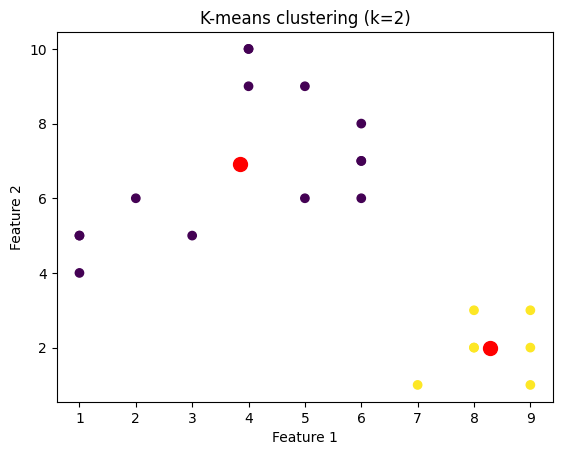 K-means clustering (k=2)
10
8
6
4
2
Feature 2
1 2 3 4 5 6 7 8 9
Feature 1